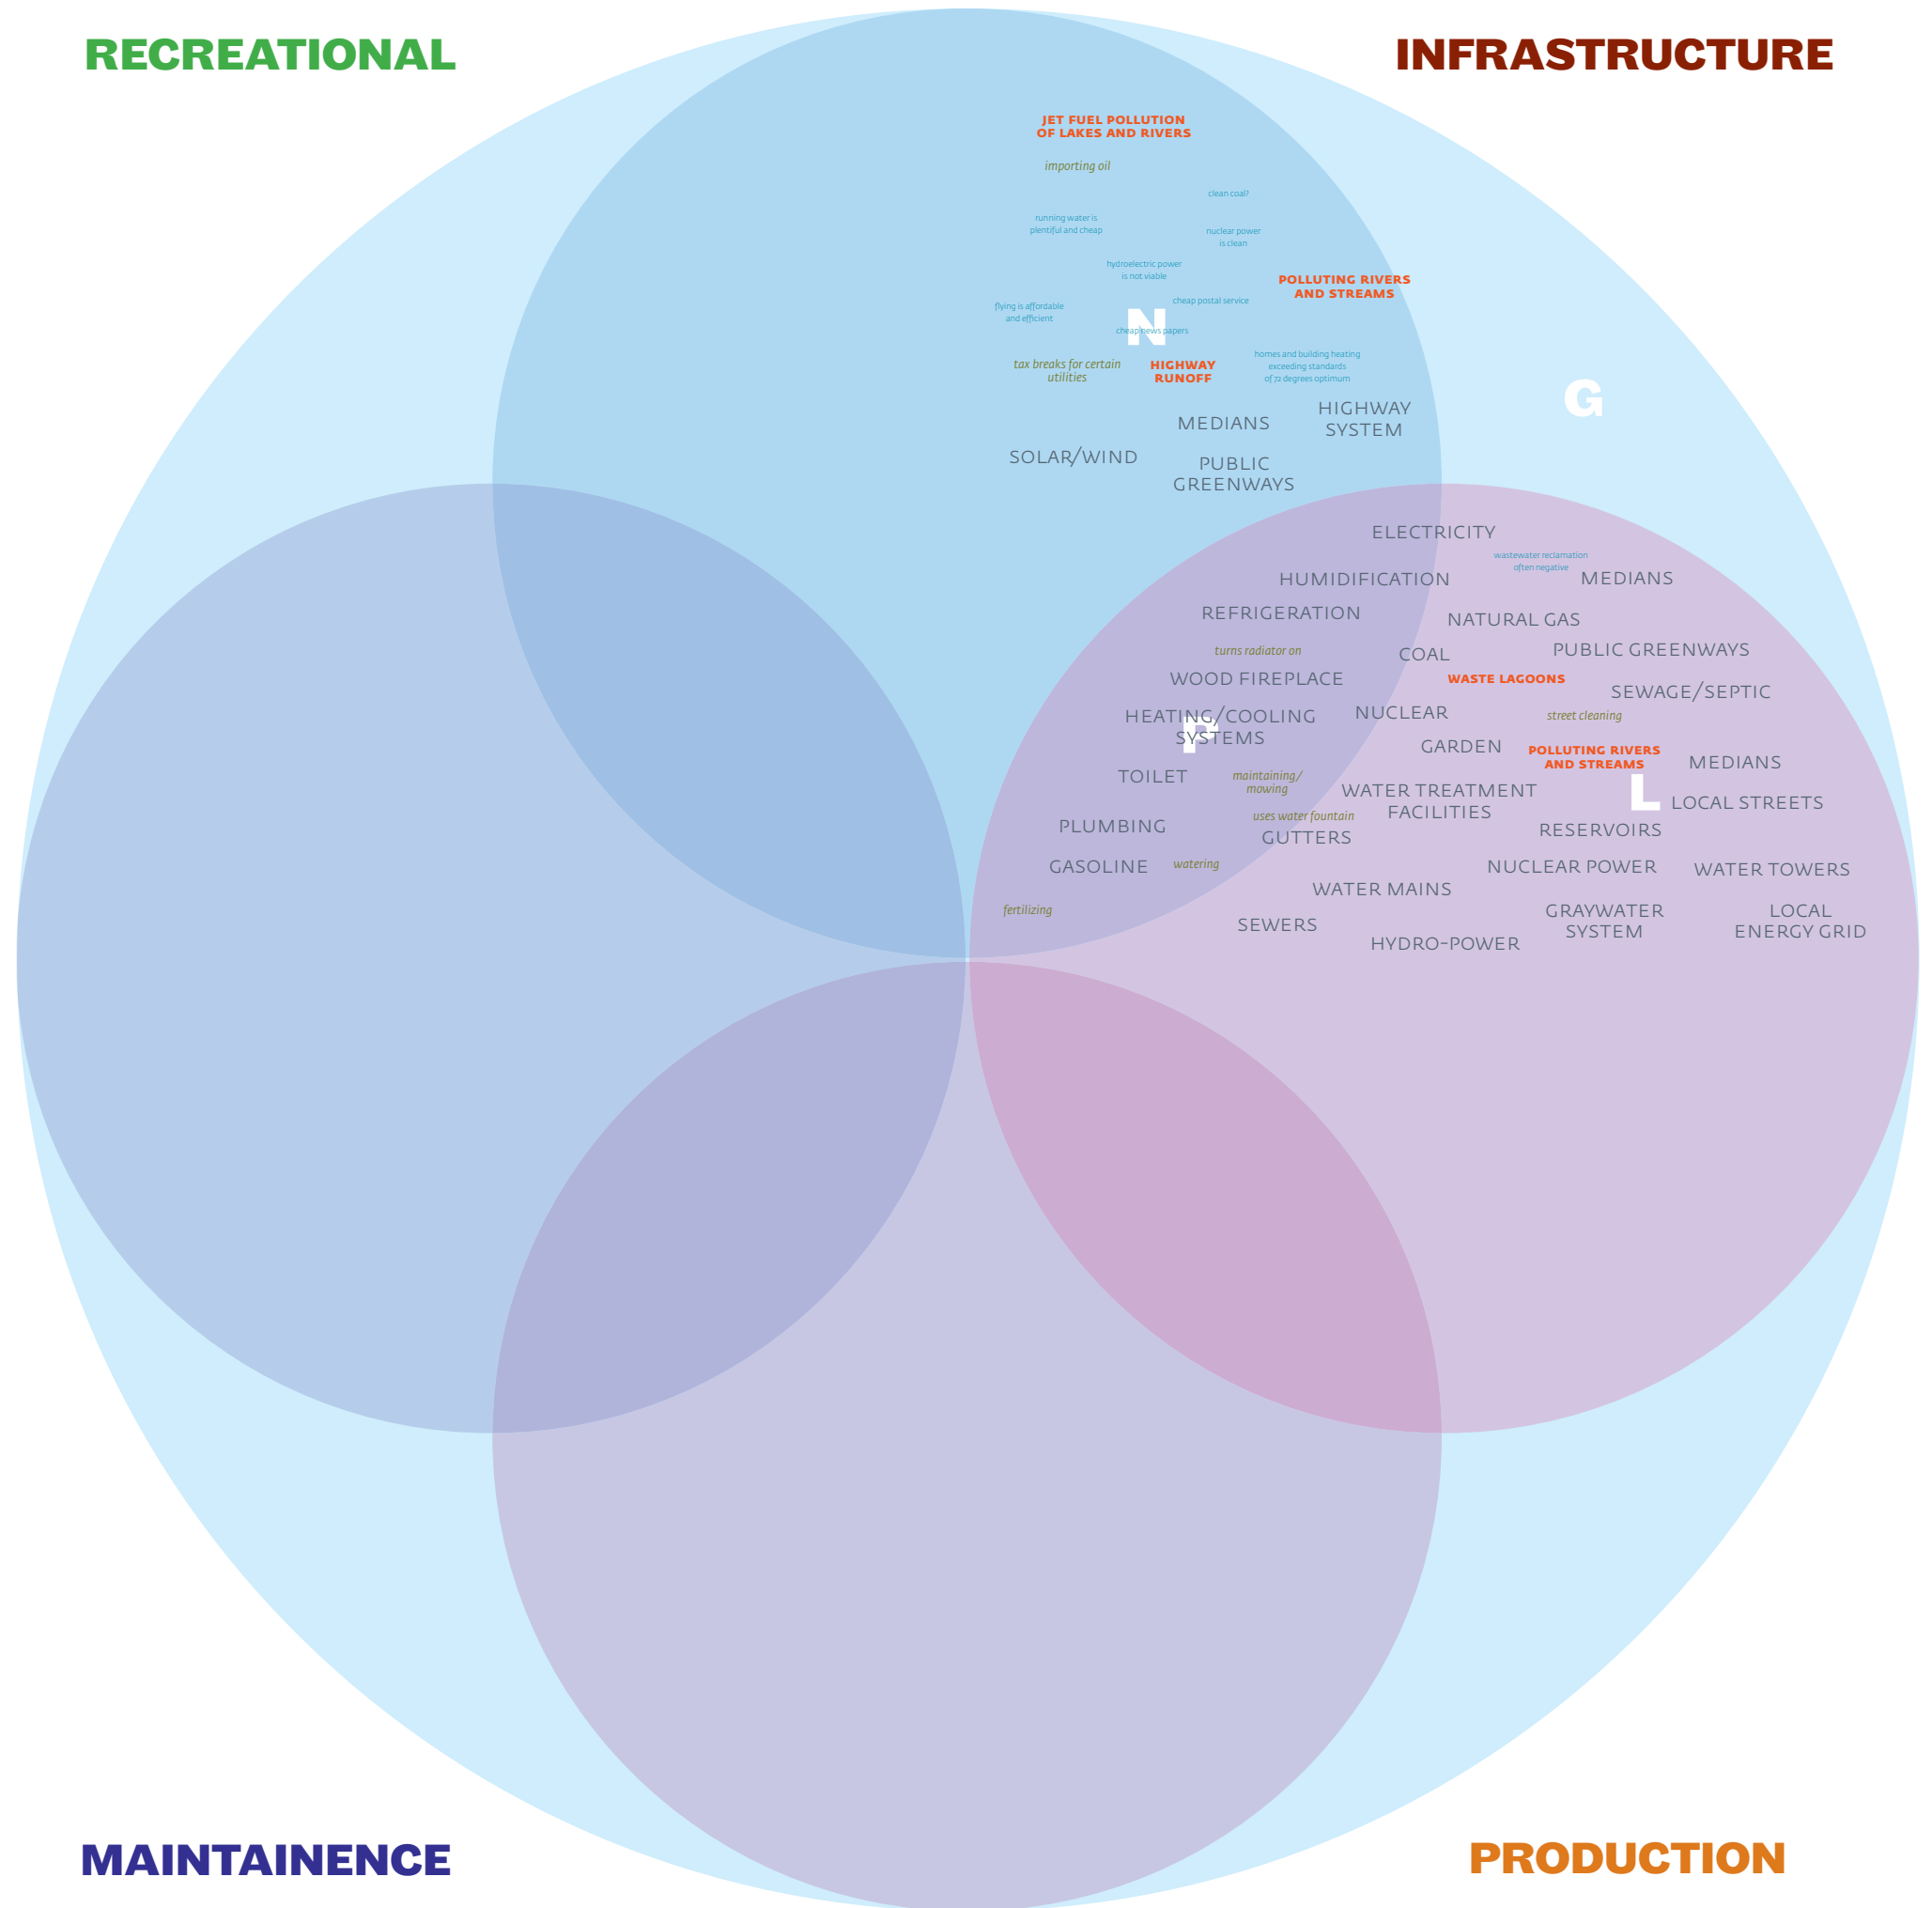 RECREATIONAL
INFRASTRUCTURE
JET FUEL POLLUTION
OF LAKES AND RIVERS
importing oil
clean coal?
running water is
plentiful and cheap
nuclear power
is clean
hydroelectric power
is not viable
POLLUTING RIVERS
AND STREAMS
cheap postal service
flying is affordable
and efficient
N
cheap news papers
homes and building heating
exceeding standards
of 72 degrees optimum
tax breaks for certain
utilities
HIGHWAY
RUNOFF
G
HIGHWAY
SYSTEM
MEDIANS
SOLAR/WIND
PUBLIC
GREENWAYS
ELECTRICITY
wastewater reclamation
often negative
HUMIDIFICATION
MEDIANS
REFRIGERATION
NATURAL GAS
turns radiator on
COAL
PUBLIC GREENWAYS
WOOD FIREPLACE
WASTE LAGOONS
SEWAGE/SEPTIC
HEATING/COOLING
SYSTEMS
P
NUCLEAR
street cleaning
GARDEN
POLLUTING RIVERS
AND STREAMS
MEDIANS
TOILET
maintaining/
mowing
WATER TREATMENT
FACILITIES
L
LOCAL STREETS
uses water fountain
PLUMBING
GUTTERS
RESERVOIRS
GASOLINE
watering
NUCLEAR POWER
WATER TOWERS
WATER MAINS
fertilizing
SEWERS
GRAYWATER
SYSTEM
LOCAL
ENERGY GRID
HYDRO-POWER
MAINTAINENCE
PRODUCTION